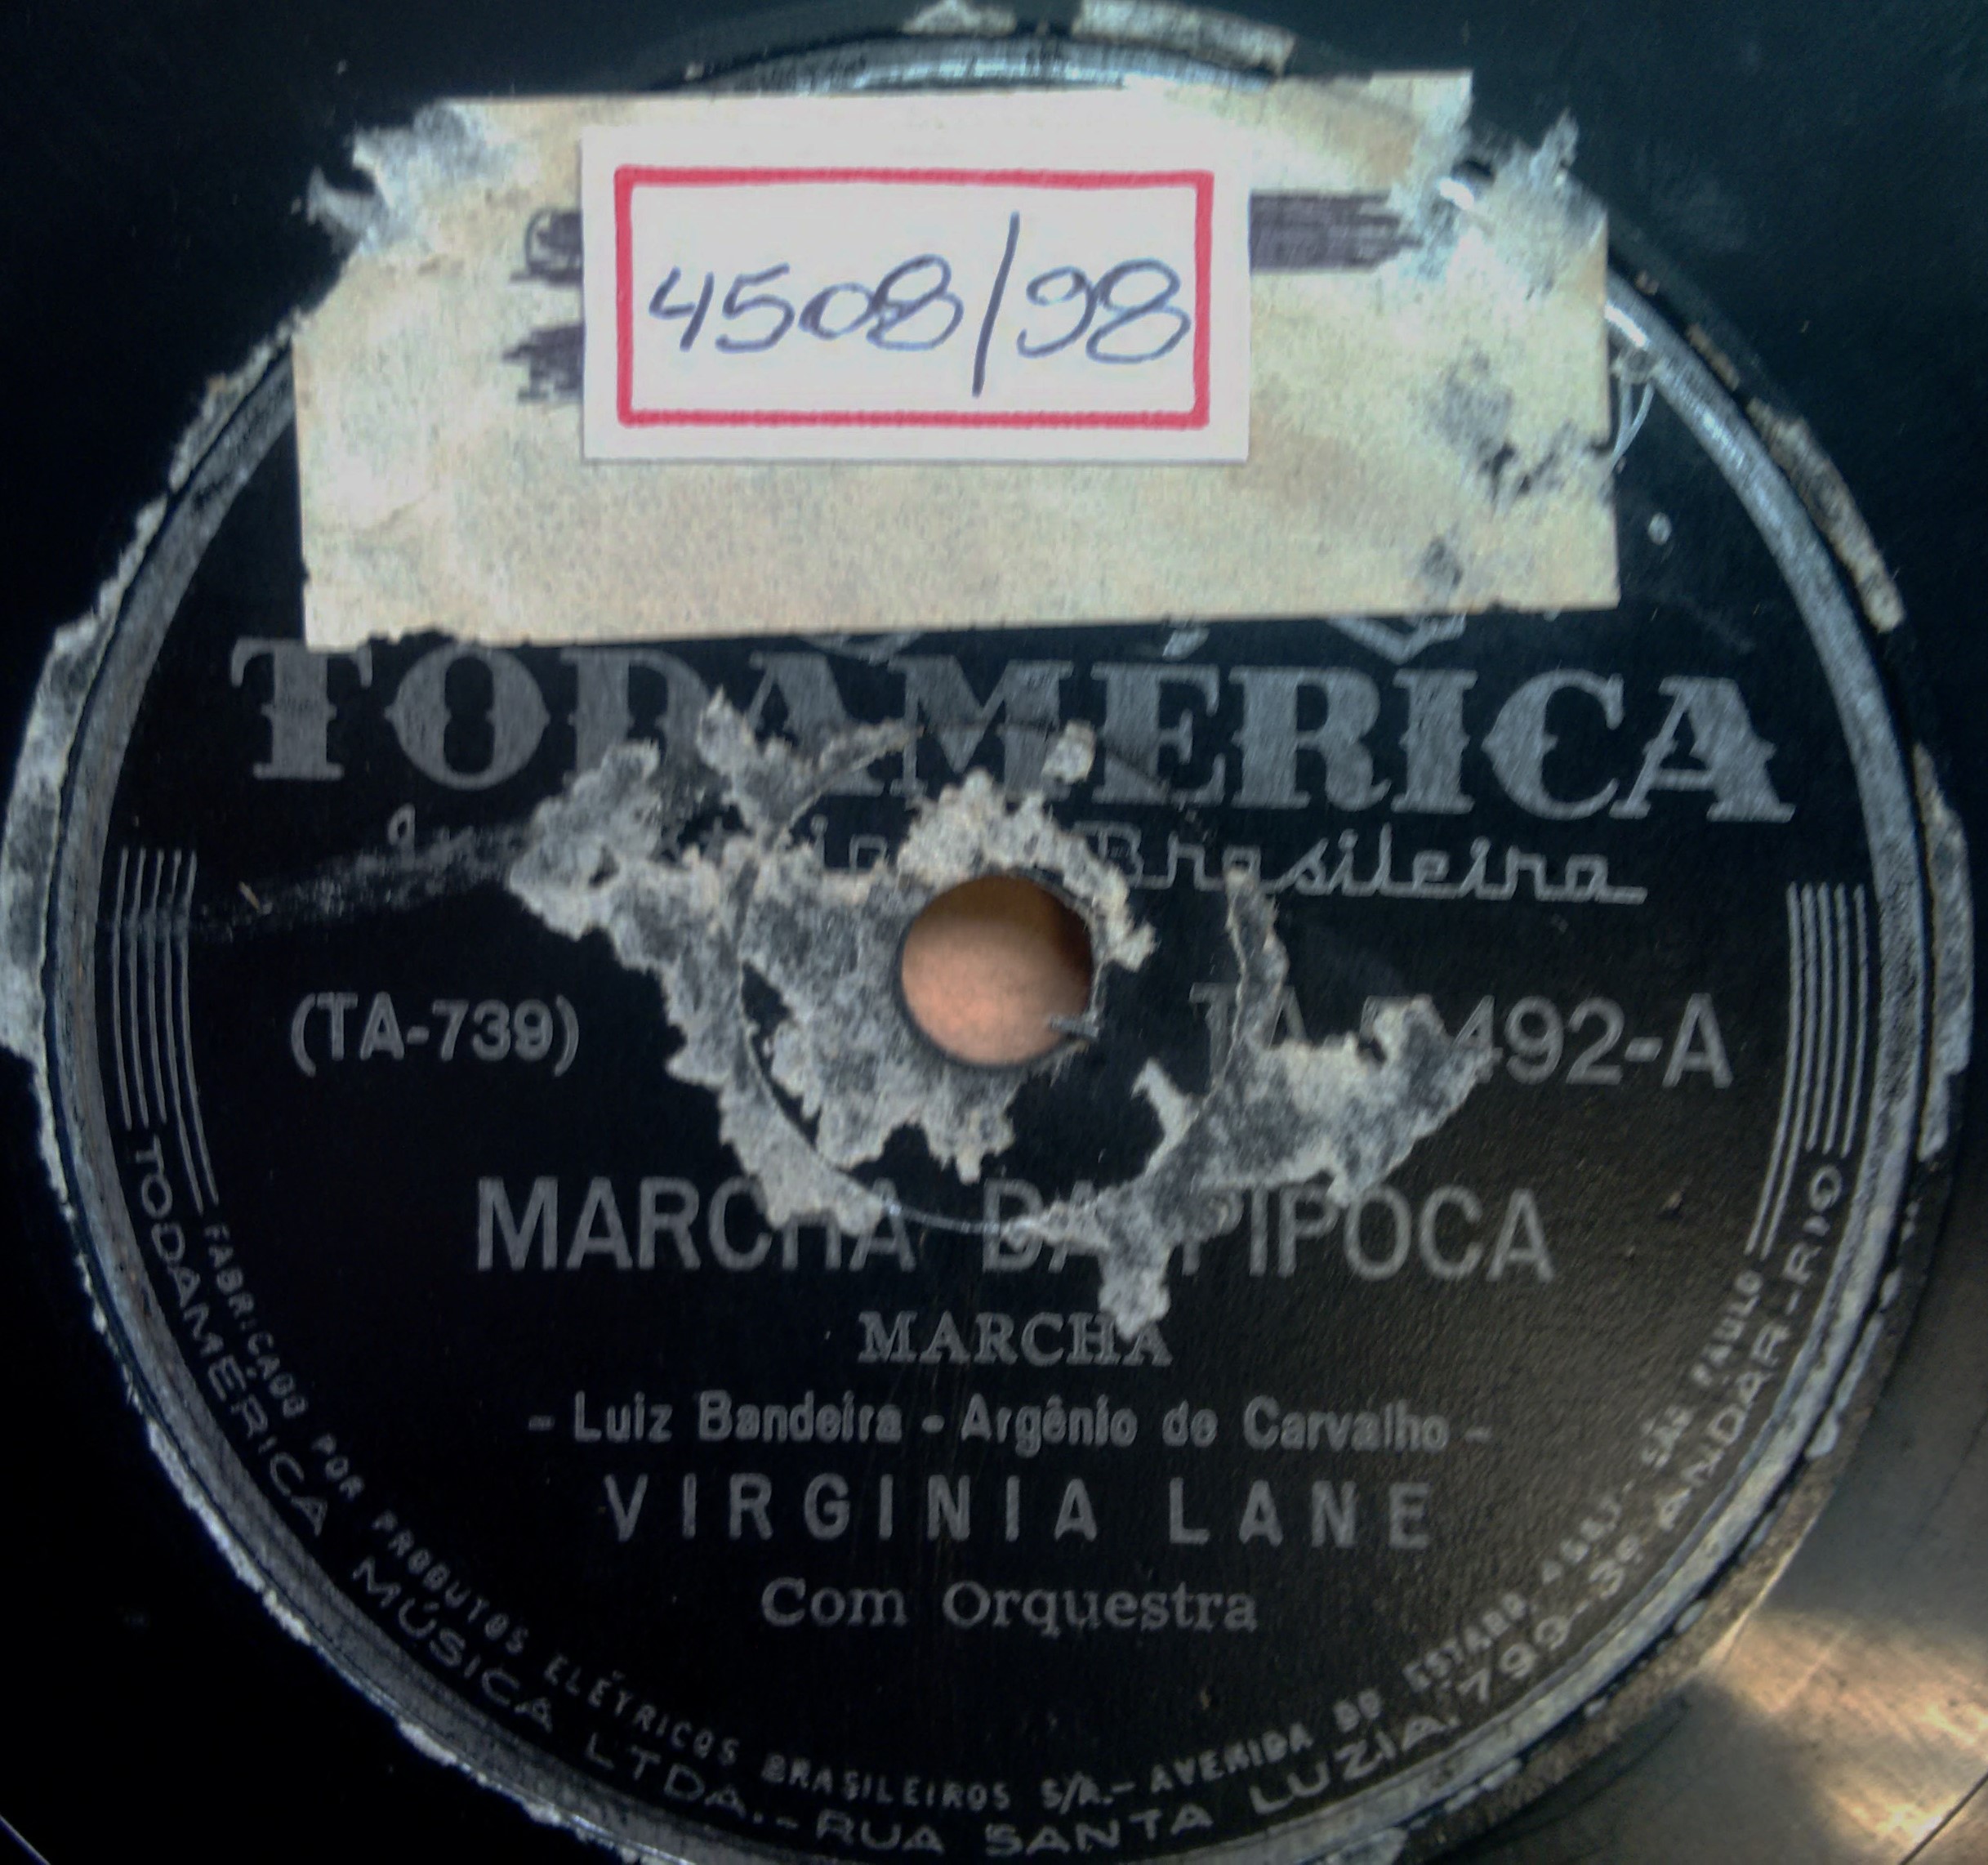 4508/98
TODAMÉRICA
Brasileira
(TA-739)
492-A
MARCHA DA PIPOCA
MARCHA
- Luiz Bandeira - Argênio de Carvalho -
VIRGINIA LANE
Com Orquestra
FABRICADO POR PRODUTOS ELÉTRICOS BRASILEIROS S/A.- AVENIDA DO ESTADO, - SÃO PAULO
TODAMÉRICA MÚSICA LTDA.-RUA SANTA LUZIA, 799-3º ANDAR-RIO